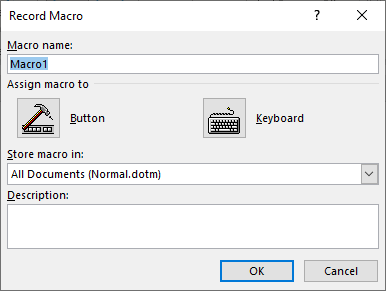 Record Macro ? ×
Macro name:
Macro1
Assign macro to
Button Keyboard
Store macro in:
All Documents (Normal.dotm)
Description:
OK Cancel